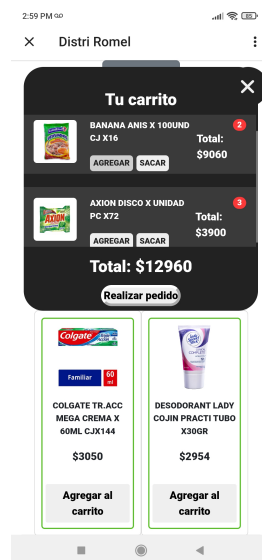 2:59 PM
85
Distri Romel
Tu carrito
BANANA ANIS X 100UND
CJ X16
2
Total:
$9060
AGREGAR
SACAR
AXION DISCO X UNIDAD
PC X72
3
AXION
Total:
$3900
AGREGAR
SACAR
Total: $12960
Realizar pedido
Colgate
Familiar
60
ml
COLGATE TR.ACC
MEGA CREMA X
60ML CJX144
$3050
Agregar al
carrito
DESODORANT LADY
COJIN PRACTI TUBO
X30GR
$2954
Agregar al
carrito